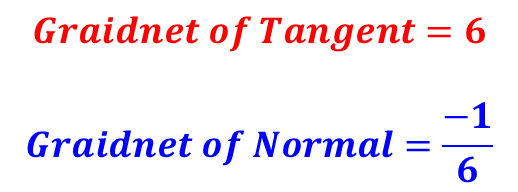 Graidnet of Tangent = 6
Graidnet of Normal = −1/6